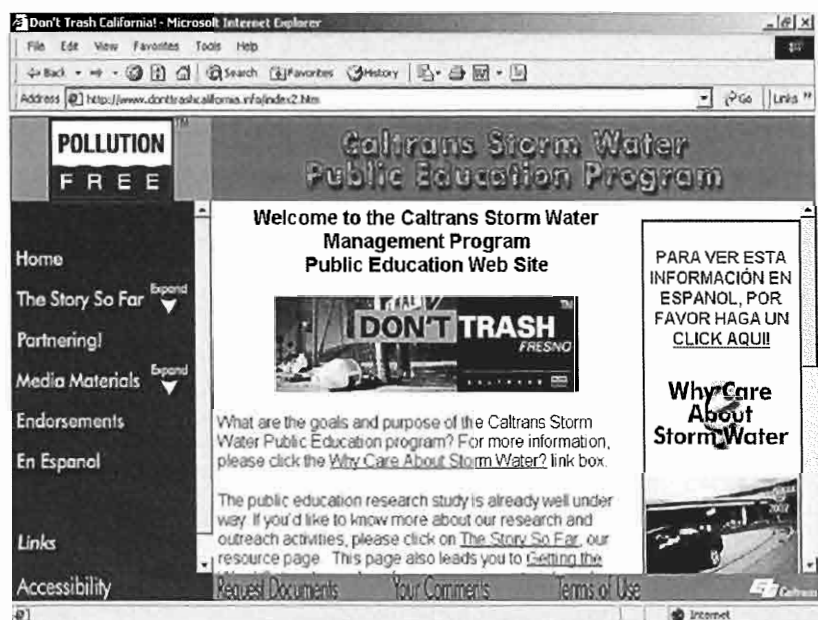 Don't Trash California! - Microsoft Internet Explorer
File Edit View Favorites Tools Help
Back Search Favorites History
Address http://www.donttrashcalifornia.info/index2.htm Go Links »
POLLUTION
FREE
TM
Caltrans Storm Water
Public Education Program
Home
The Story So Far Expand
Partnering!
Media Materials Expand
Endorsements
En Espanol
Links
Accessibility
Welcome to the Caltrans Storm Water
Management Program
Public Education Web Site
DON'T TRASH
FRESNO
TM
What are the goals and purpose of the Caltrans Storm
Water Public Education program? For more information,
please click the Why Care About Storm Water? link box.
The public education research study is already well under
way. If you'd like to know more about our research and
outreach activities, please click on The Story So Far, our
resource page. This page also leads you to Getting the
PARA VER ESTA
INFORMACIÓN EN
ESPANOL, POR
FAVOR HAGA UN
CLICK AQUI!
Why Care
About
Storm Water
Request Documents Your Comments Terms of Use Caltrans
Internet